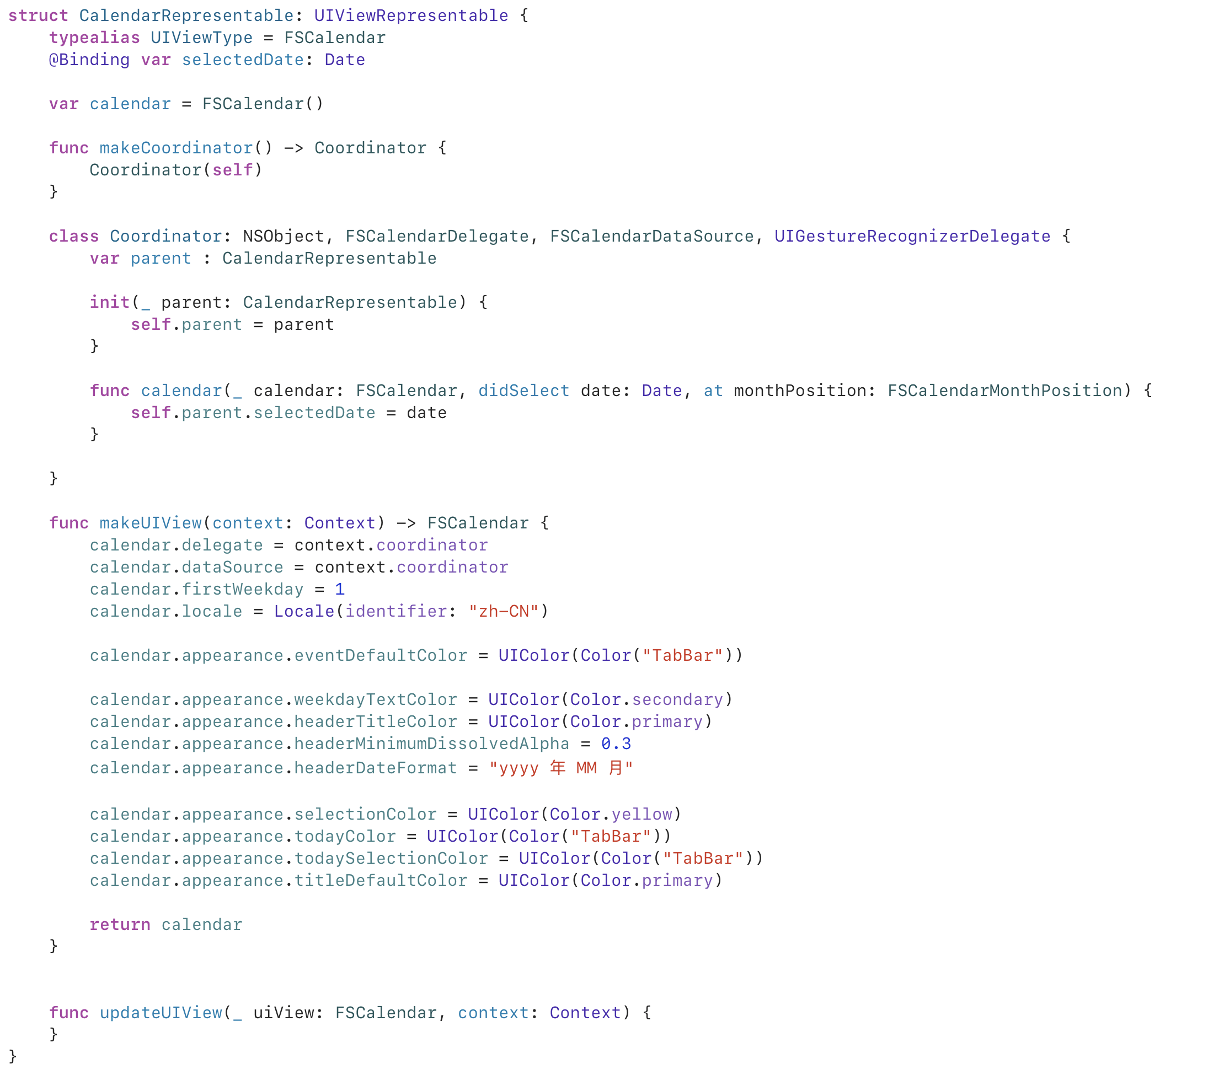 struct CalendarRepresentable: UIViewRepresentable {
    typealias UIViewType = FSCalendar
    @Binding var selectedDate: Date

    var calendar = FSCalendar()

    func makeCoordinator() -> Coordinator {
        Coordinator(self)
    }

    class Coordinator: NSObject, FSCalendarDelegate, FSCalendarDataSource, UIGestureRecognizerDelegate {
        var parent : CalendarRepresentable

        init(_ parent: CalendarRepresentable) {
            self.parent = parent
        }

        func calendar(_ calendar: FSCalendar, didSelect date: Date, at monthPosition: FSCalendarMonthPosition) {
            self.parent.selectedDate = date
        }

    }

    func makeUIView(context: Context) -> FSCalendar {
        calendar.delegate = context.coordinator
        calendar.dataSource = context.coordinator
        calendar.firstWeekday = 1
        calendar.locale = Locale(identifier: "zh-CN")

        calendar.appearance.eventDefaultColor = UIColor(Color("TabBar"))

        calendar.appearance.weekdayTextColor = UIColor(Color.secondary)
        calendar.appearance.headerTitleColor = UIColor(Color.primary)
        calendar.appearance.headerMinimumDissolvedAlpha = 0.3
        calendar.appearance.headerDateFormat = "yyyy 年 MM 月"

        calendar.appearance.selectionColor = UIColor(Color.yellow)
        calendar.appearance.todayColor = UIColor(Color("TabBar"))
        calendar.appearance.todaySelectionColor = UIColor(Color("TabBar"))
        calendar.appearance.titleDefaultColor = UIColor(Color.primary)

        return calendar
    }


    func updateUIView(_ uiView: FSCalendar, context: Context) {
    }
}